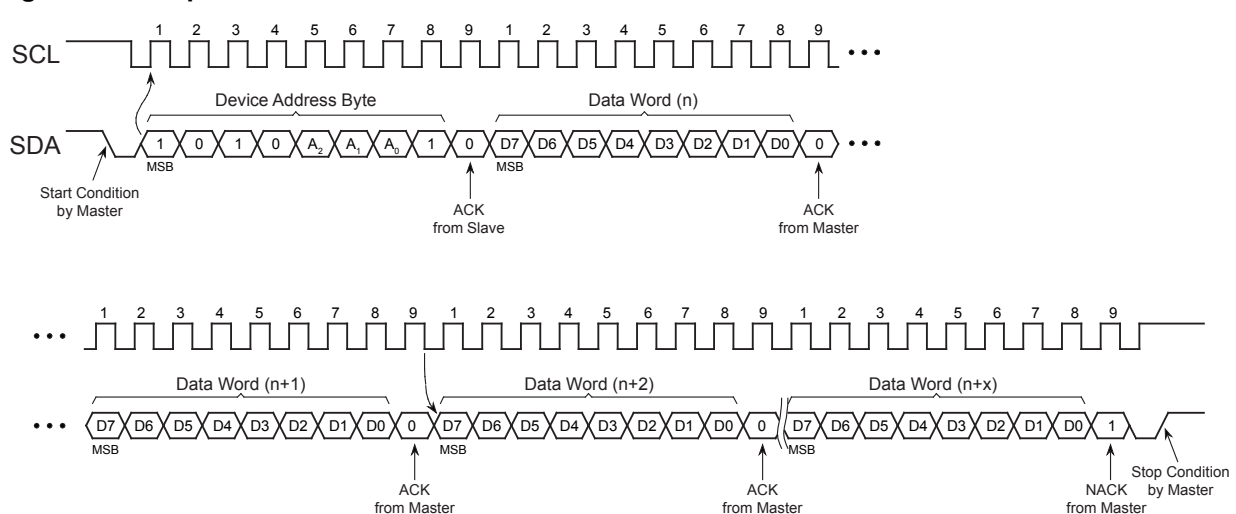 1 2 3 4 5 6 7 8 9 1 2 3 4 5 6 7 8 9
SCL
Device Address Byte Data Word (n)
SDA 1 0 1 0 A2 A1 A0 1 0 D7 D6 D5 D4 D3 D2 D1 D0 0
MSB MSB
Start Condition
by Master
ACK
from Slave
ACK
from Master
1 2 3 4 5 6 7 8 9 1 2 3 4 5 6 7 8 9 1 2 3 4 5 6 7 8 9
Data Word (n+1) Data Word (n+2) Data Word (n+x)
D7 D6 D5 D4 D3 D2 D1 D0 0 D7 D6 D5 D4 D3 D2 D1 D0 0 D7 D6 D5 D4 D3 D2 D1 D0 1
MSB MSB MSB
ACK
from Master
ACK
from Master
NACK
from Master
Stop Condition
by Master